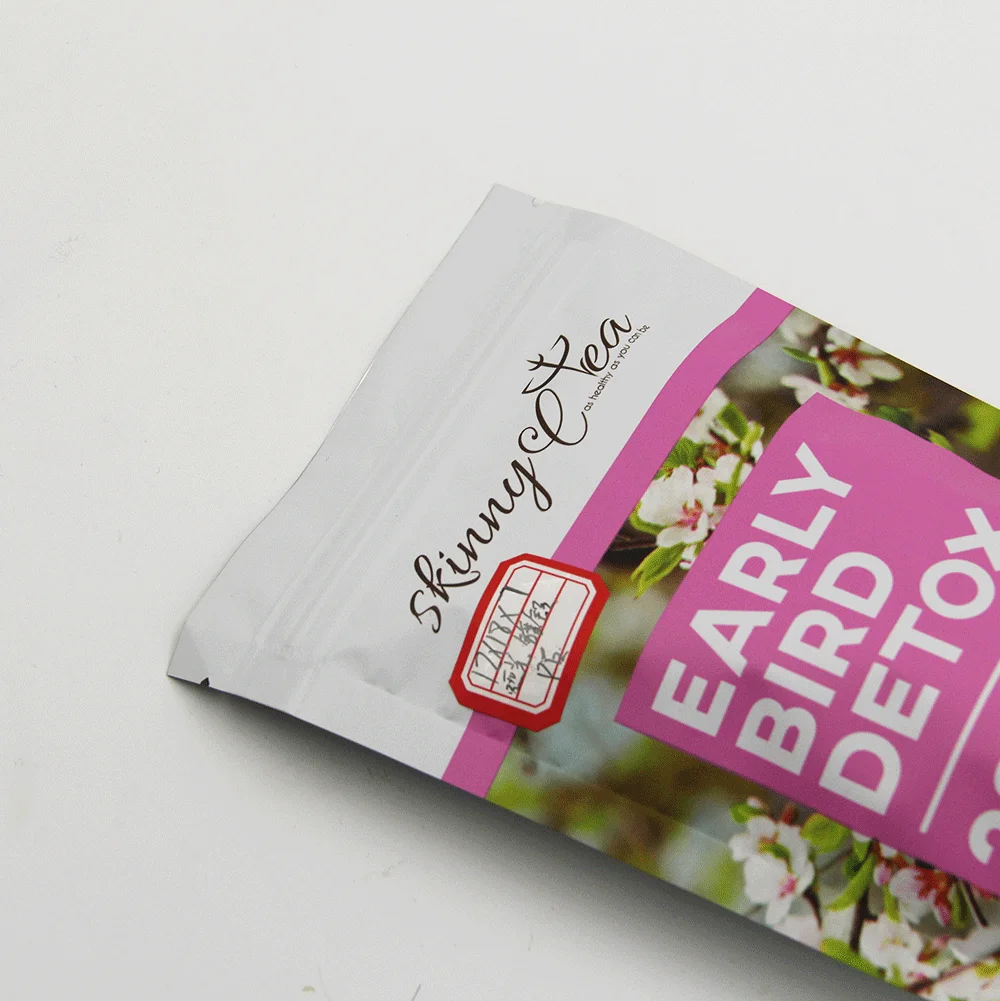 skinny tea
as healthy as you can be
12X18X1
EARLY
BIRD
DETOX